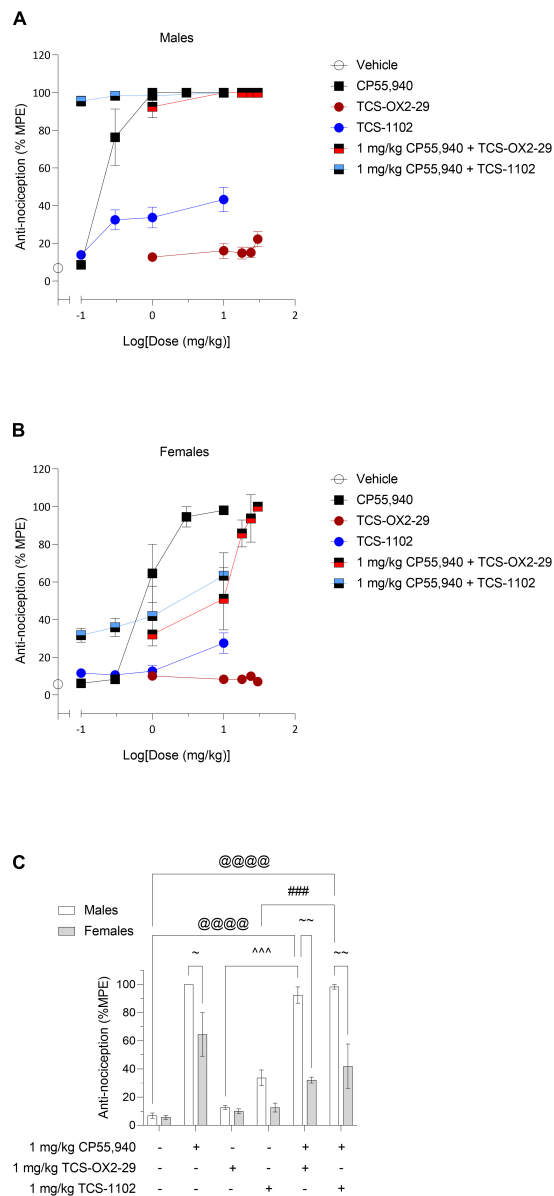 A
Males
Anti-nociception (% MPE)
120
100
80
60
40
20
0
-1
0
1
2
Log[Dose (mg/kg)]
Vehicle
CP55,940
TCS-OX2-29
TCS-1102
1 mg/kg CP55,940 + TCS-OX2-29
1 mg/kg CP55,940 + TCS-1102
B
Females
Anti-nociception (% MPE)
120
100
80
60
40
20
0
-1
0
1
2
Log[Dose (mg/kg)]
Vehicle
CP55,940
TCS-OX2-29
TCS-1102
1 mg/kg CP55,940 + TCS-OX2-29
1 mg/kg CP55,940 + TCS-1102
C
@@@@
###
Males
Females
@@@@
~~
~
^^^
~~
Anti-nociception (%MPE)
100
80
60
40
20
0
1 mg/kg CP55,940 - + - - + +
1 mg/kg TCS-OX2-29 - - + - + -
1 mg/kg TCS-1102 - - - + - +